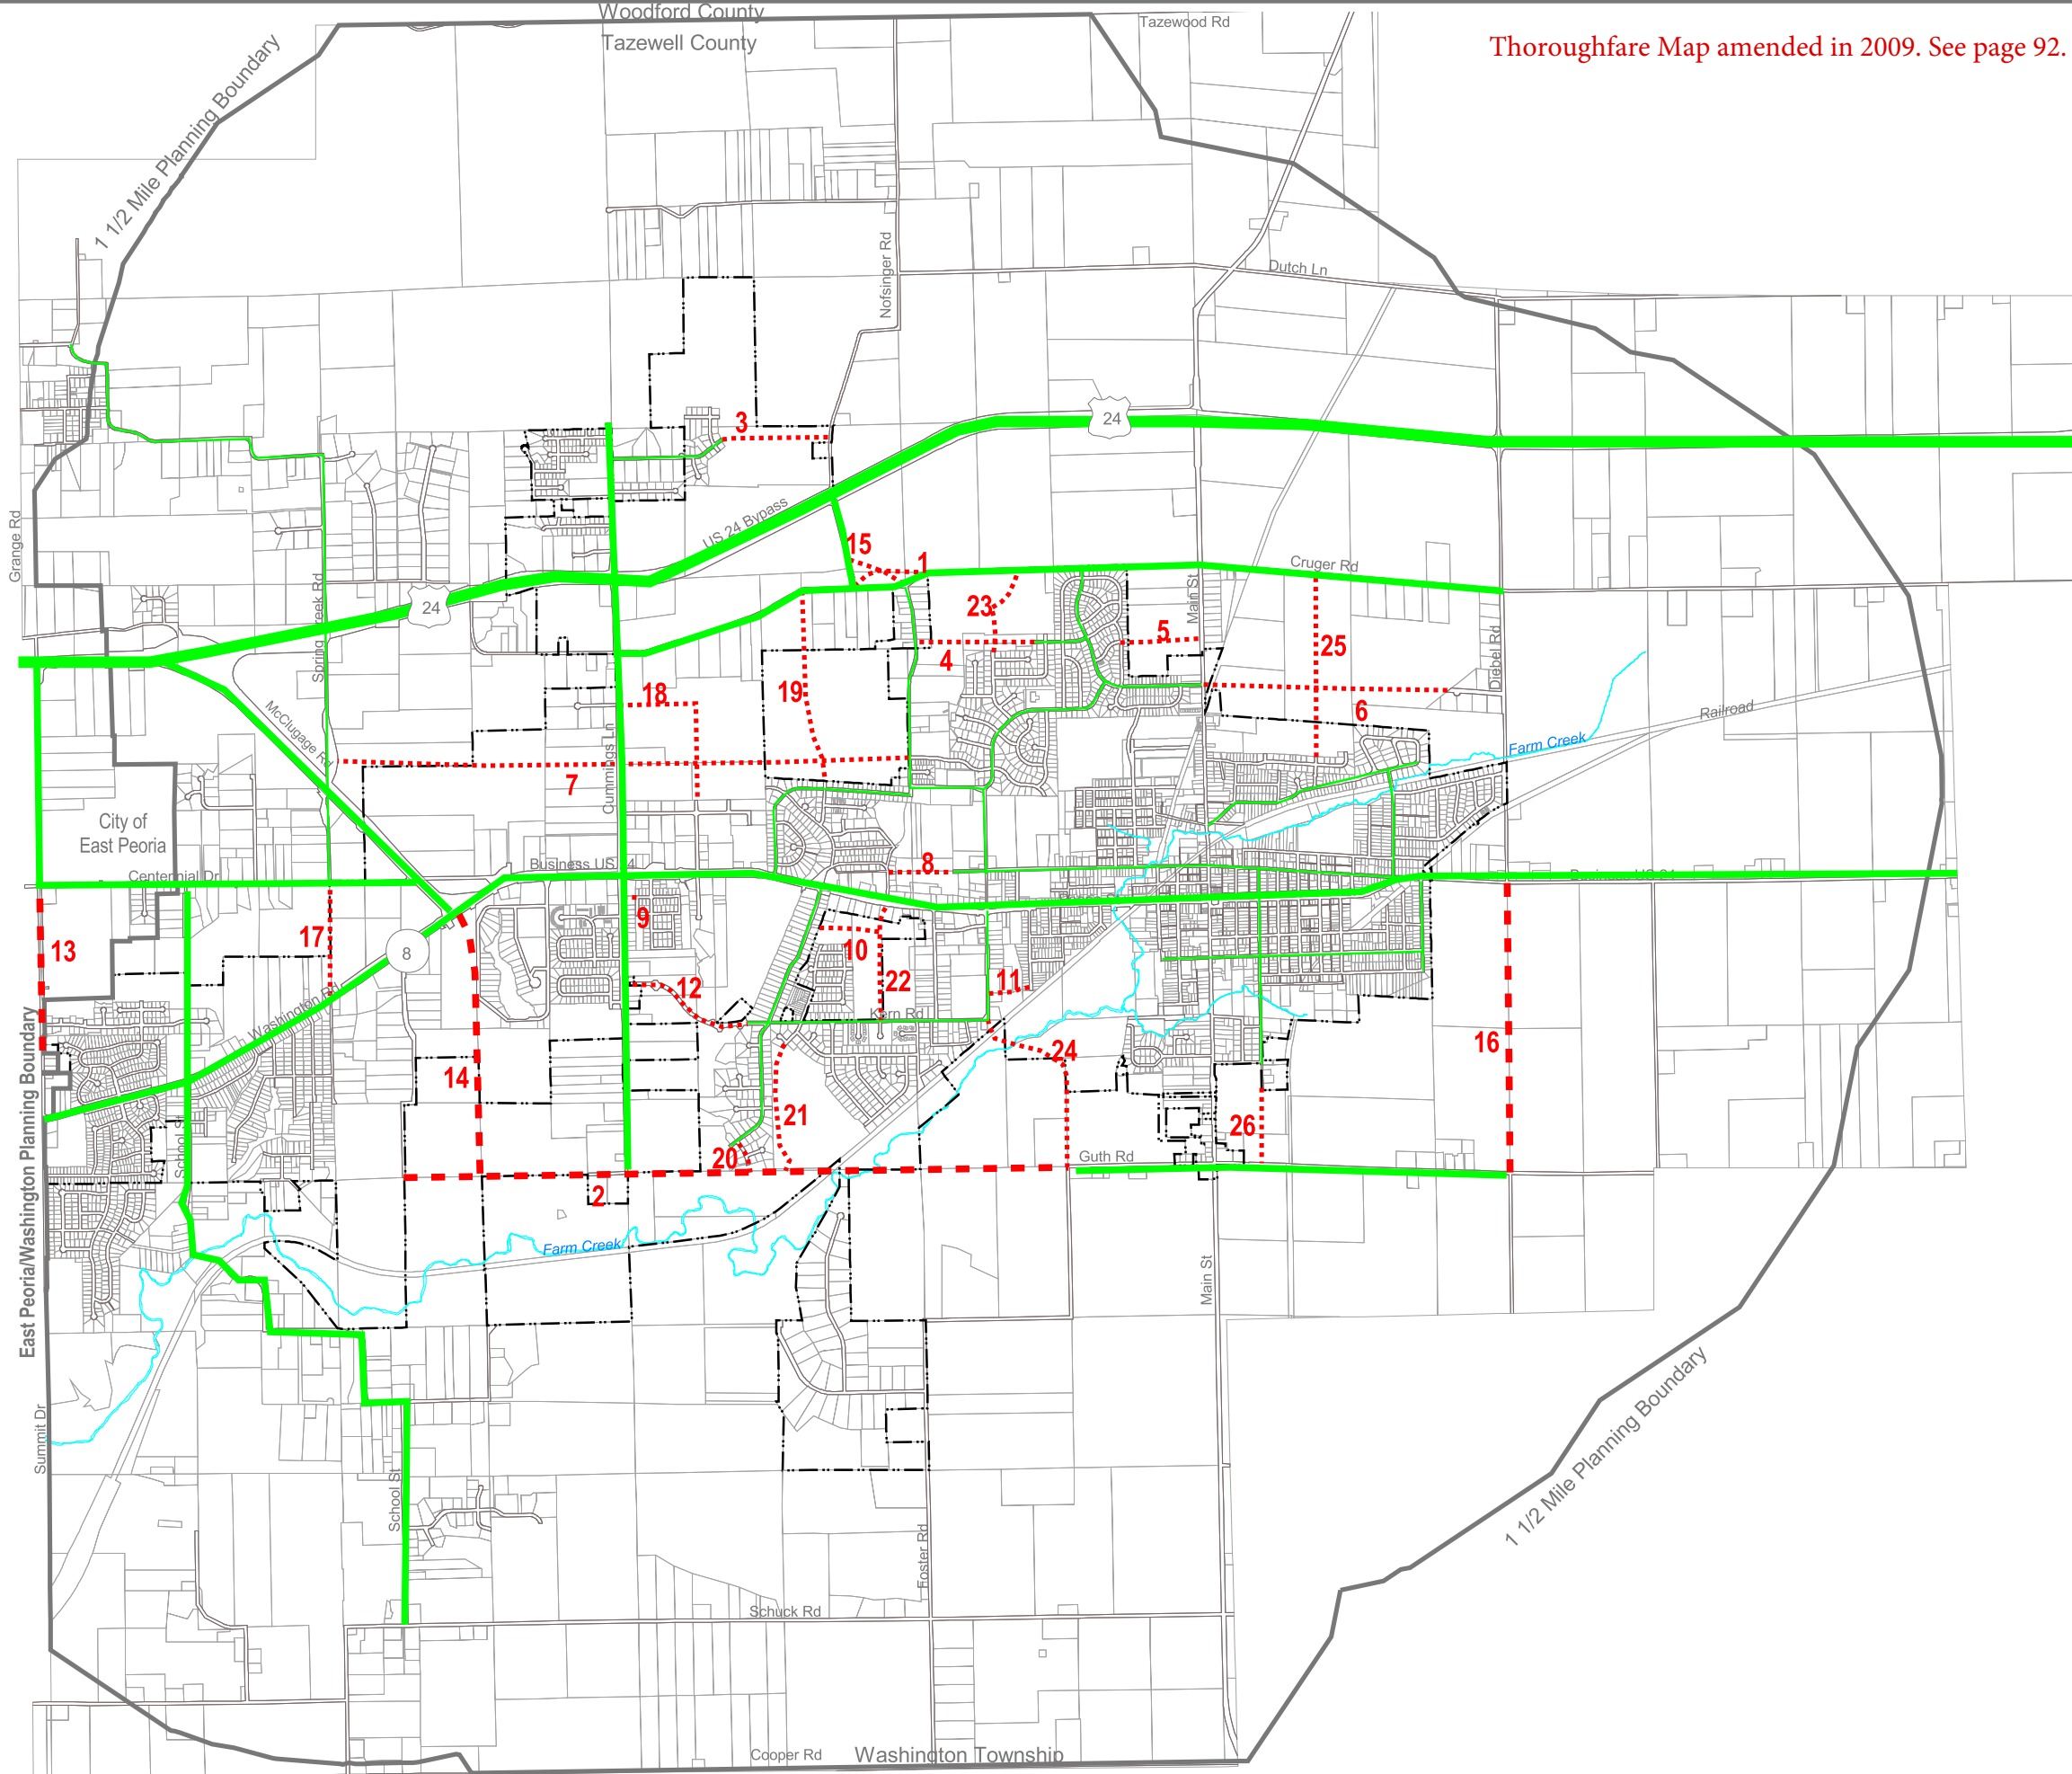 Woodford County
Tazewell County
Tazewood Rd
Thoroughfare Map amended in 2009. See page 92.
1 1/2 Mile Planning Boundary
Nofsinger Rd
Dutch Ln
3
24
Grange Rd
US 24 Bypass
15
1
Cruger Rd
24
Spring Creek Rd
23
Main St
5
25
4
Diebel Rd
18
19
6
McClugage Rd
Railroad
Farm Creek
7
Cummings Ln
City of
East Peoria
8
Business US 24
Centennial Dr
Business US 24
9
13
17
8
10
12
22
11
Washington Rd
Kern Rd
24
16
14
21
26
School St
20
Guth Rd
2
East Peoria/Washington Planning Boundary
Farm Creek
Main St
Summit Dr
1 1/2 Mile Planning Boundary
School St
Foster Rd
Schuck Rd
Cooper Rd
Washington Township